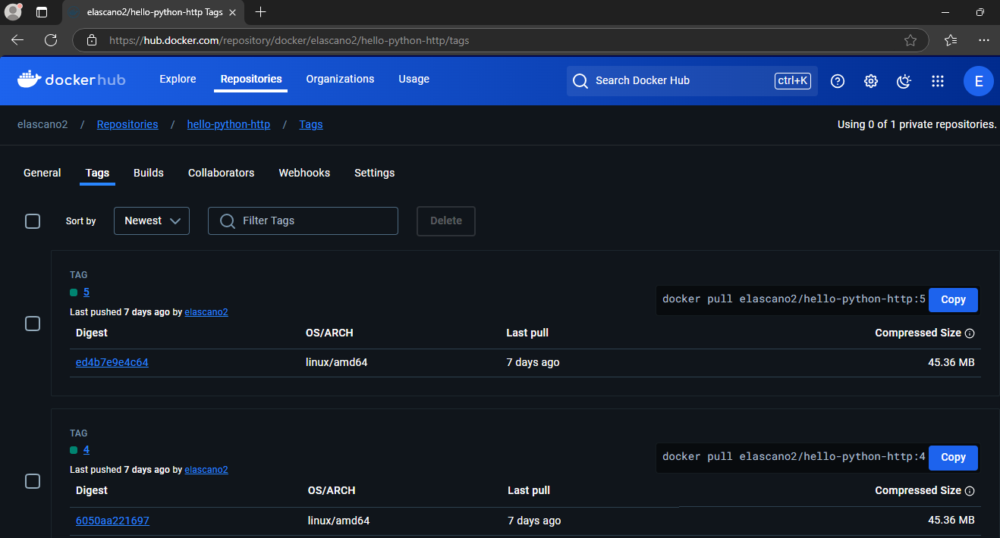 elascano2/hello-python-http Tags
https://hub.docker.com/repository/docker/elascano2/hello-python-http/tags
dockerhub Explore Repositories Organizations Usage Search Docker Hub ctrl+K E
elascano2 / Repositories / hello-python-http / Tags Using 0 of 1 private repositories.
General Tags Builds Collaborators Webhooks Settings
Sort by Newest Filter Tags Delete
TAG
5
docker pull elascano2/hello-python-http:5 Copy
Last pushed 7 days ago by elascano2
Digest OS/ARCH Last pull Compressed Size
ed4b7e9e4c64 linux/amd64 7 days ago 45.36 MB
TAG
4
docker pull elascano2/hello-python-http:4 Copy
Last pushed 7 days ago by elascano2
Digest OS/ARCH Last pull Compressed Size
6050aa221697 linux/amd64 7 days ago 45.36 MB